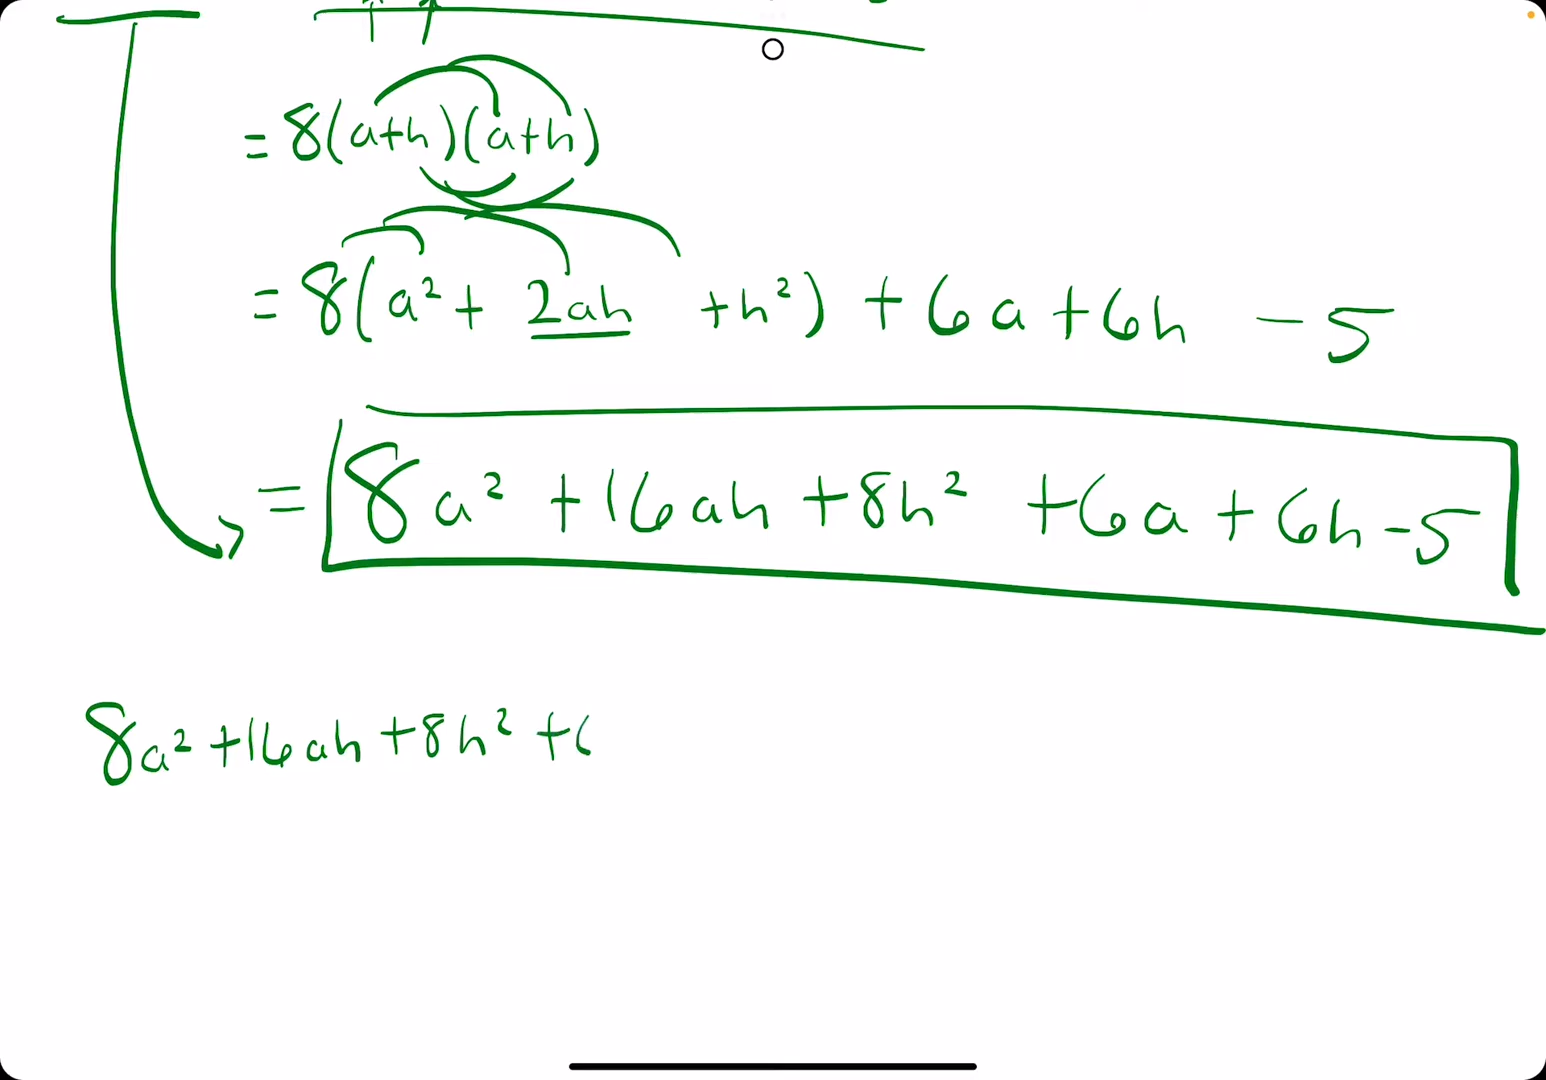 = 8(a+h)(a+h)
= 8(a² + 2ah + h²) + 6a + 6h - 5
= 8a² + 16ah + 8h² + 6a + 6h - 5
8a² + 16ah + 8h² + 6